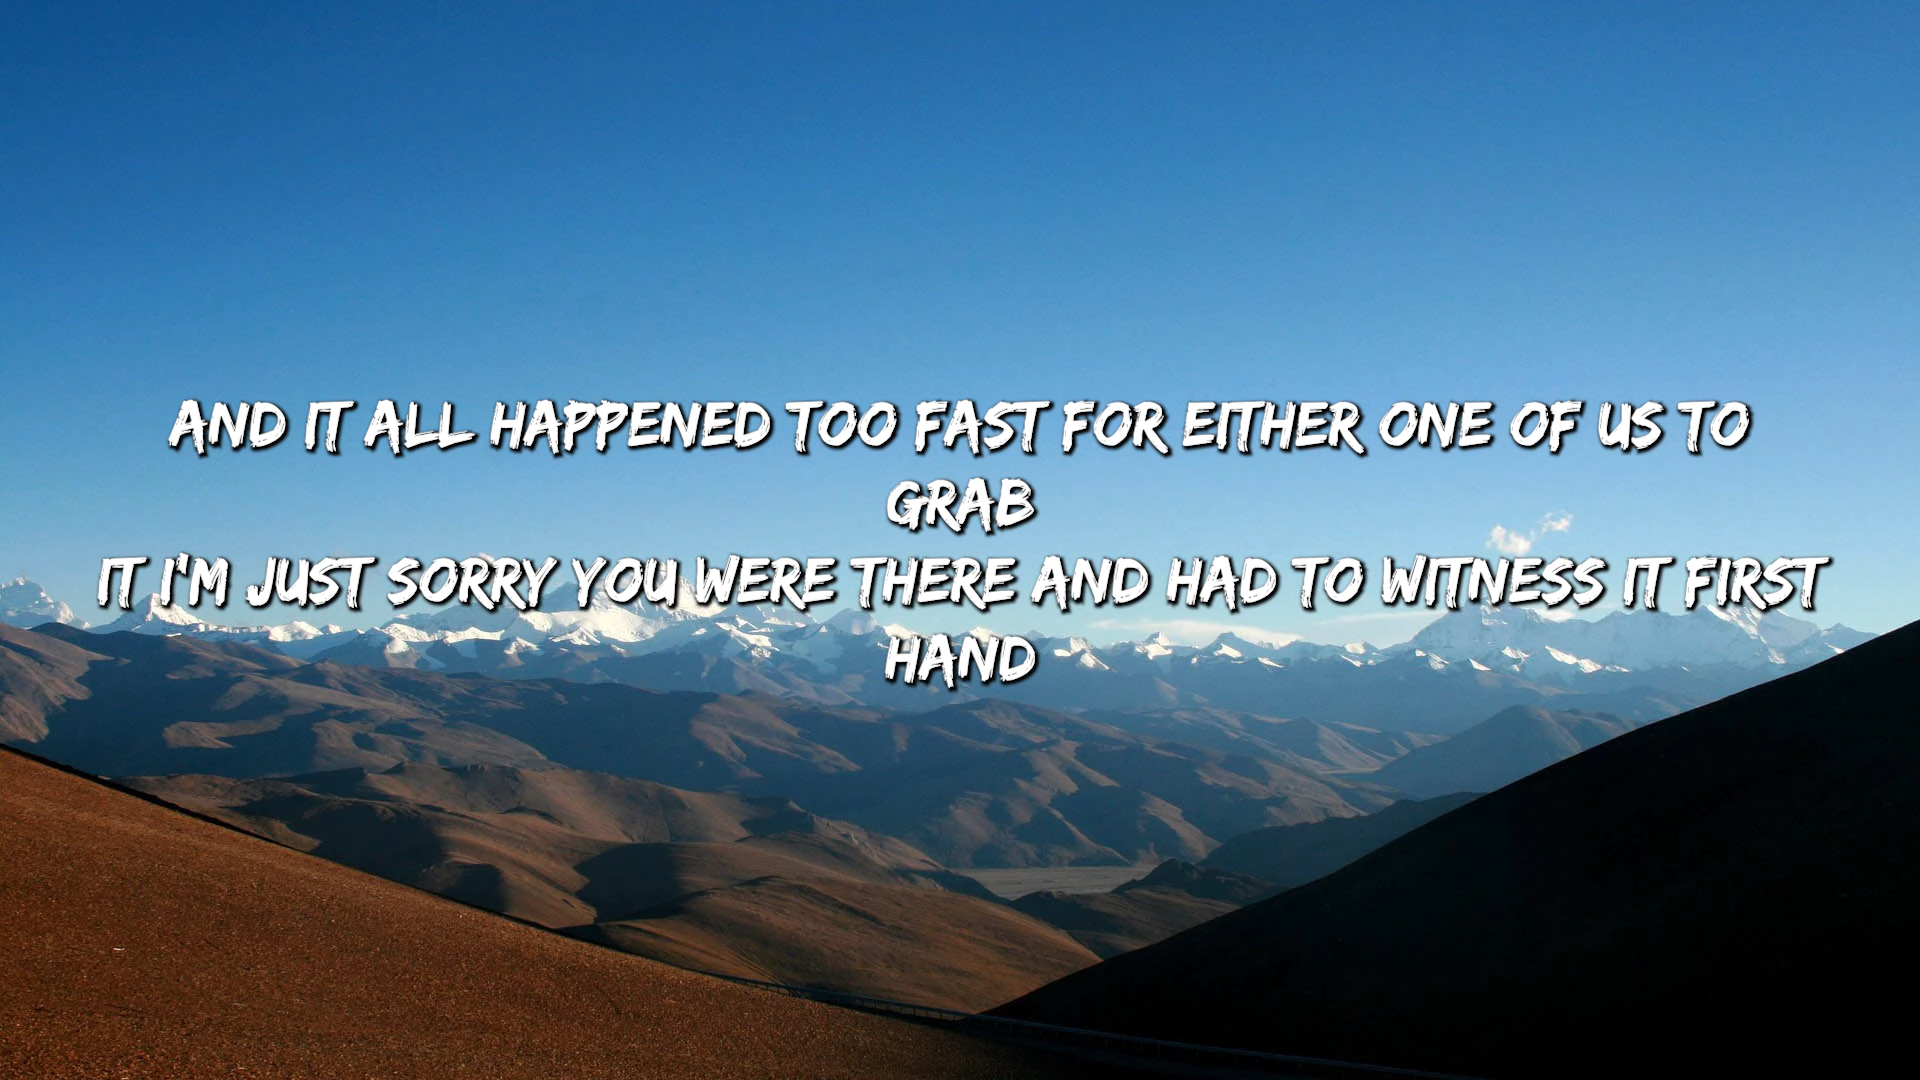 AND IT ALL HAPPENED TOO FAST FOR EITHER ONE OF US TO
GRAB
IT I'M JUST SORRY YOU WERE THERE AND HAD TO WITNESS IT FIRST
HAND